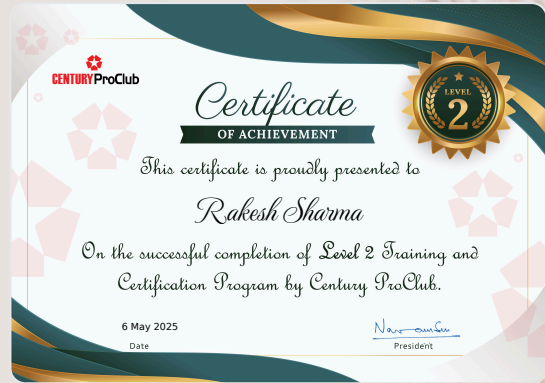 CENTURY ProClub
Certificate
OF ACHIEVEMENT
LEVEL
2
This certificate is proudly presented to
Rakesh Sharma
On the successful completion of Level 2 Training and
Certification Program by Century ProClub.
6 May 2025
Date
President